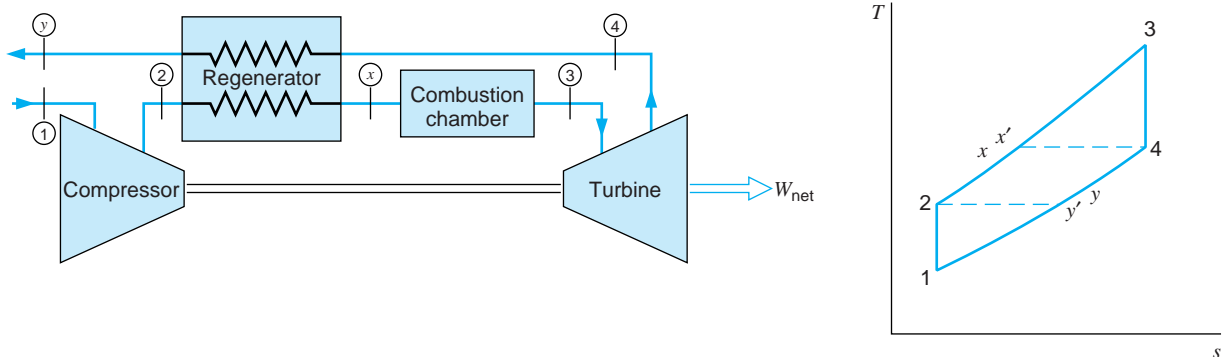 y
1
2
Regenerator
x
Combustion
chamber
3
4
Compressor
Turbine
W_net
T
s
1
2
x x′
3
4
y′ y